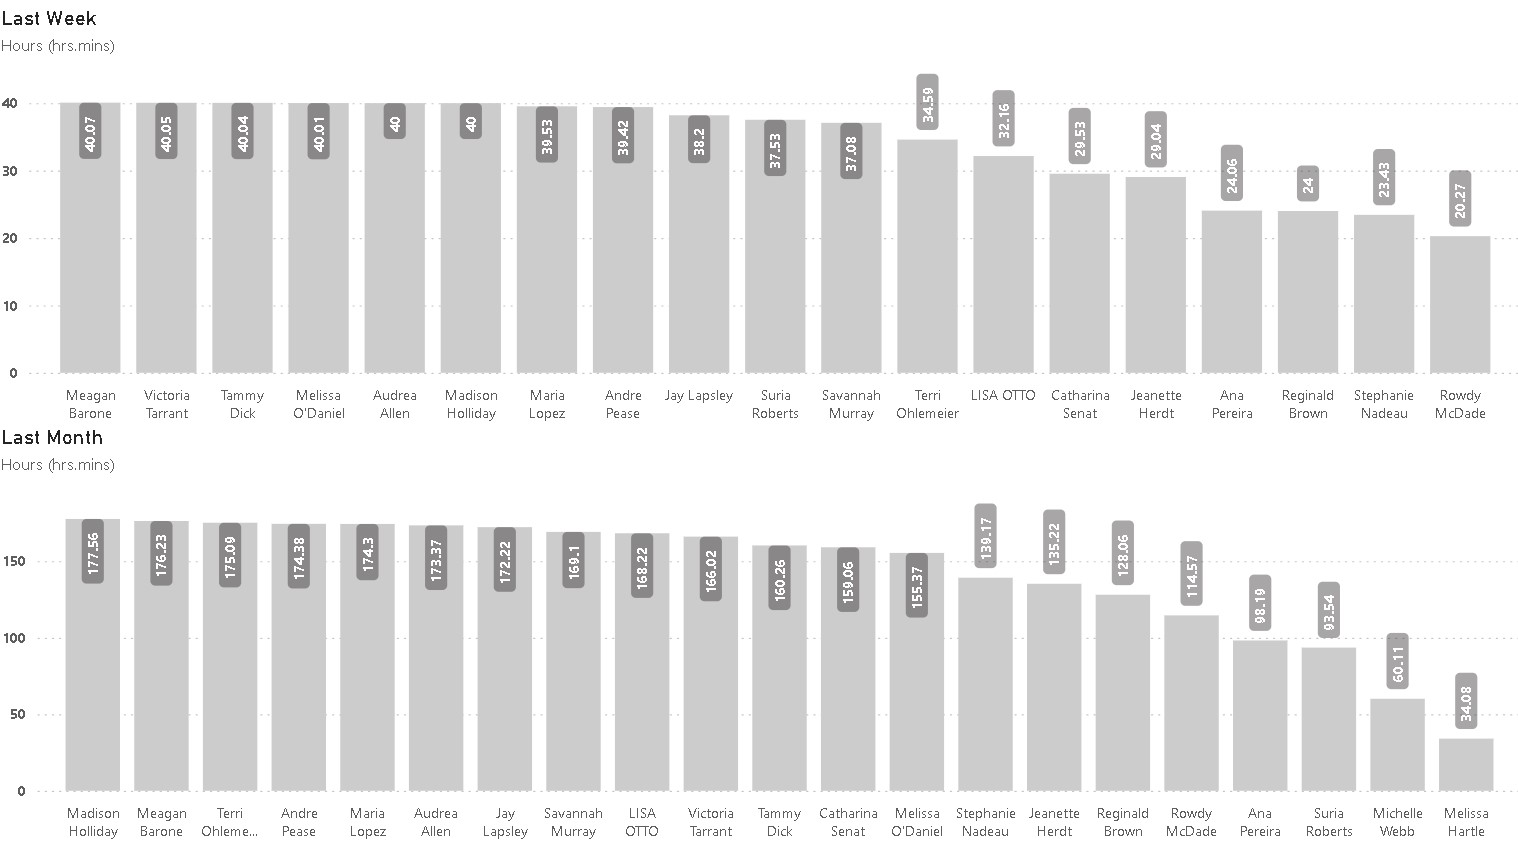 Last Week
Hours (hrs.mins)
40
30
20
10
0
40.07
40.05
40.04
40.01
40
40
39.53
39.42
38.2
37.53
37.08
34.59
32.16
29.53
29.04
24.06
24
23.43
20.27
Meagan Barone
Victoria Tarrant
Tammy Dick
Melissa O'Daniel
Audrea Allen
Madison Holliday
Maria Lopez
Andre Pease
Jay Lapsley
Suria Roberts
Savannah Murray
Terri Ohlemeier
LISA OTTO
Catharina Senat
Jeanette Herdt
Ana Pereira
Reginald Brown
Stephanie Nadeau
Rowdy McDade
Last Month
Hours (hrs.mins)
150
100
50
0
177.56
176.23
175.09
174.38
174.3
173.37
172.22
169.1
168.22
166.02
160.26
159.06
155.37
139.17
135.22
128.06
114.57
98.19
93.54
60.11
34.08
Madison Holliday
Meagan Barone
Terri Ohleme...
Andre Pease
Maria Lopez
Audrea Allen
Jay Lapsley
Savannah Murray
LISA OTTO
Victoria Tarrant
Tammy Dick
Catharina Senat
Melissa O'Daniel
Stephanie Nadeau
Jeanette Herdt
Reginald Brown
Rowdy McDade
Ana Pereira
Suria Roberts
Michelle Webb
Melissa Hartle